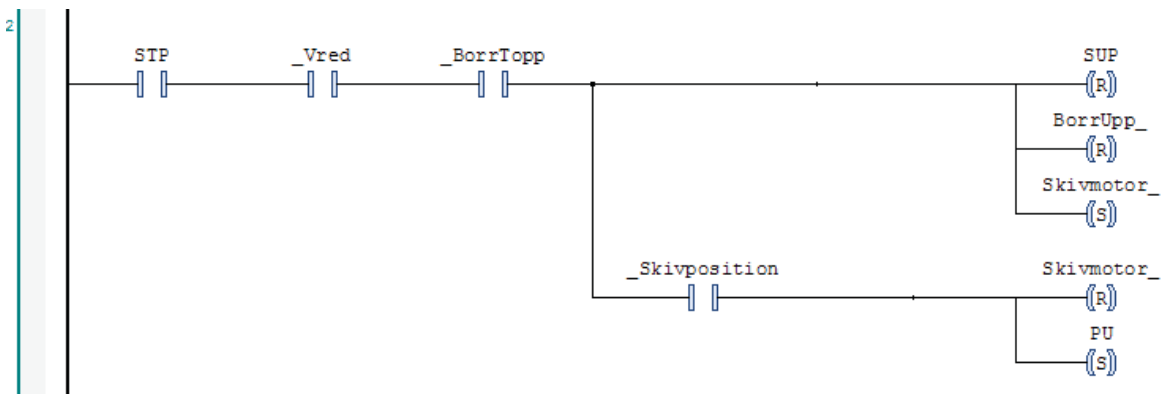 2
STP _Vred _BorrTopp SUP
R
BorrUpp_
R
Skivmotor_
S
_Skivposition Skivmotor_
R
PU
S